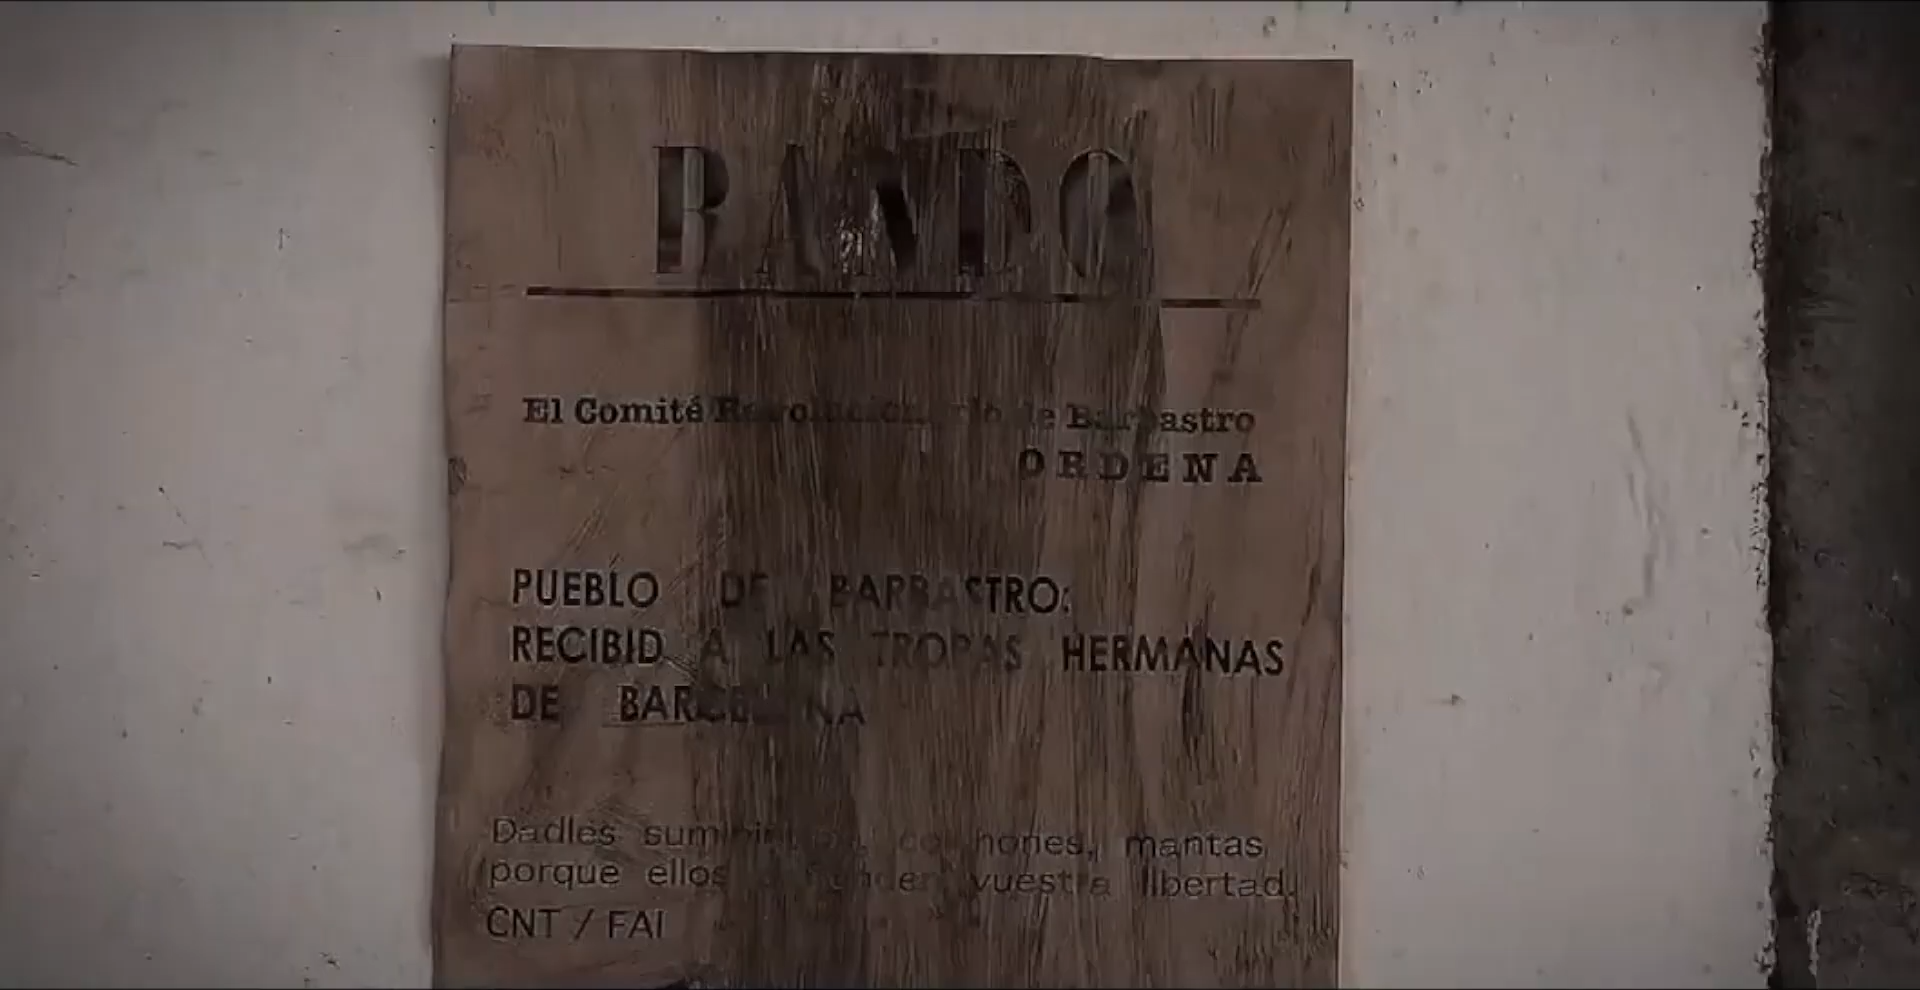 BANDO
El Comité Revolucionario de Barbastro
ORDENA
PUEBLO DE BARBASTRO:
RECIBID A LAS TROPAS HERMANAS
DE BARCELONA
Dadles suministros, colchones, mantas
porque ellos defienden vuestra libertad.
CNT / FAI